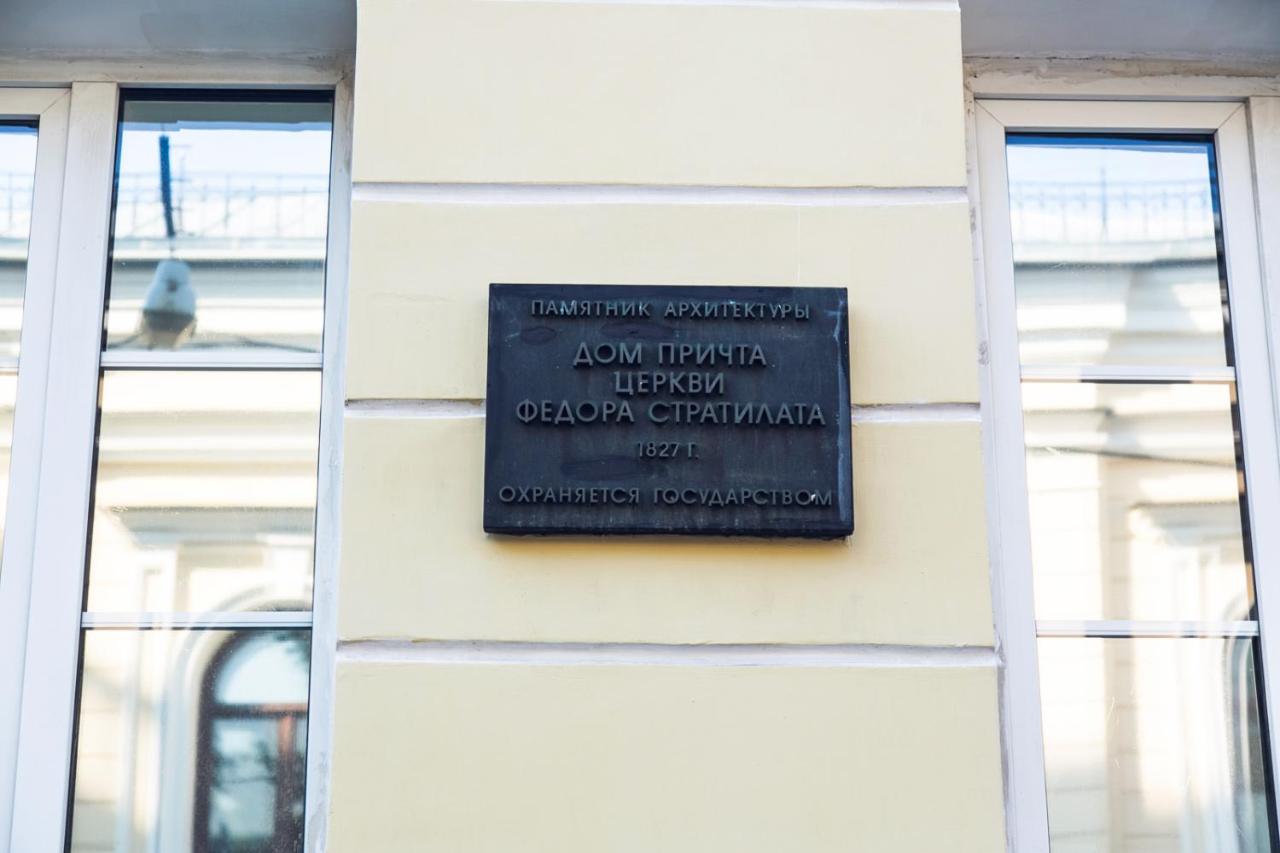 ПАМЯТНИК АРХИТЕКТУРЫ
ДОМ ПРИЧТА
ЦЕРКВИ
ФЕДОРА СТРАТИЛАТА
1827 Г.
ОХРАНЯЕТСЯ ГОСУДАРСТВОМ